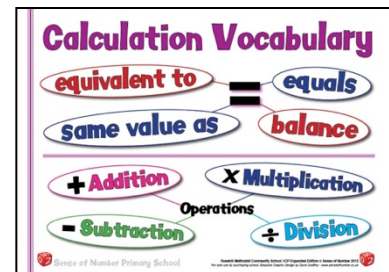 Calculation Vocabulary
equivalent to = equals
same value as balance
+ Addition × Multiplication
Operations
- Subtraction ÷ Division
Sense of Number Primary School